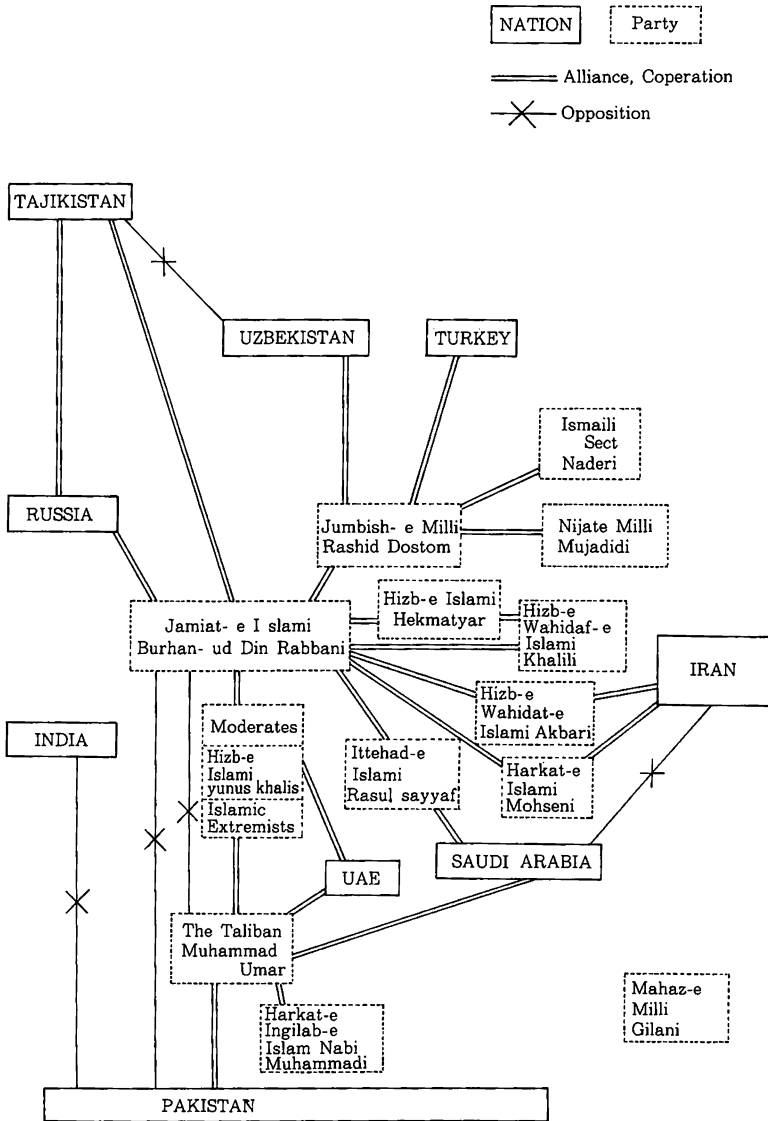 NATION
Party
Alliance, Coperation
Opposition
TAJIKISTAN
UZBEKISTAN
TURKEY
Ismaili
Sect
Naderi
RUSSIA
Jumbish- e Milli
Rashid Dostom
Nijate Milli
Mujadidi
Jamiat- e I slami
Burhan- ud Din Rabbani
Hizb-e Islami
Hekmatyar
Hizb-e
Wahidaf- e
Islami
Khalili
IRAN
Hizb-e
Wahidat-e
Islami Akbari
INDIA
Moderates
Hizb-e
Islami
yunus khalis
Islamic
Extremists
Ittehad-e
Islami
Rasul sayyaf
Harkat-e
Islami
Mohseni
SAUDI ARABIA
UAE
The Taliban
Muhammad
Umar
Harkat-e
Ingilab-e
Islam Nabi
Muhammadi
Mahaz-e
Milli
Gilani
PAKISTAN